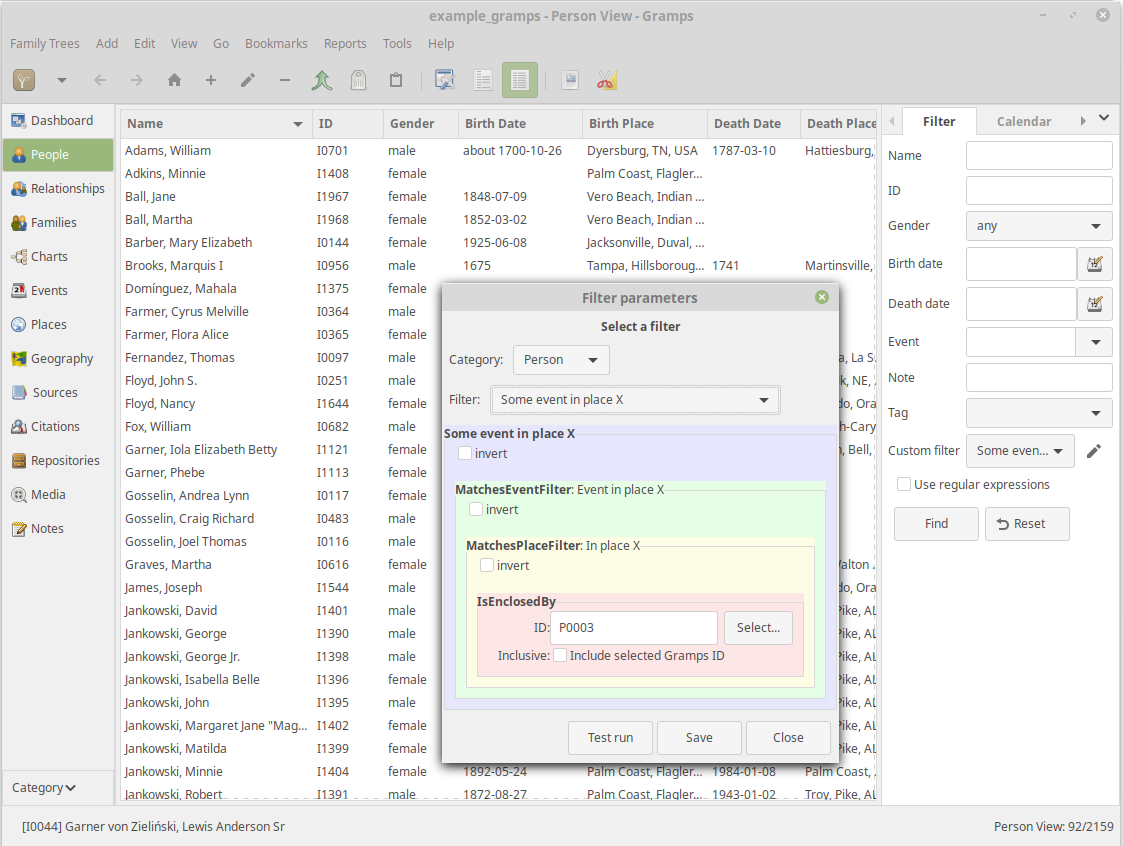 example_gramps - Person View - Gramps
Family Trees Add Edit View Go Bookmarks Reports Tools Help
Dashboard
People
Relationships
Families
Charts
Events
Places
Geography
Sources
Citations
Repositories
Media
Notes
Category
Name ID Gender Birth Date Birth Place Death Date Death Place
Adams, William I0701 male about 1700-10-26 Dyersburg, TN, USA 1787-03-10 Hattiesburg,
Adkins, Minnie I1408 female Palm Coast, Flagler...
Ball, Jane I1967 female 1848-07-09 Vero Beach, Indian ...
Ball, Martha I1968 female 1852-03-02 Vero Beach, Indian ...
Barber, Mary Elizabeth I0144 female 1925-06-08 Jacksonville, Duval, ...
Brooks, Marquis I I0956 male 1675 Tampa, Hillsboroug... 1741 Martinsville,
Domínguez, Mahala I1375 female
Farmer, Cyrus Melville I0364 male
Farmer, Flora Alice I0365 female
Fernandez, Thomas I0097 male a, La S.
Floyd, John S. I0251 male k, NE,
Floyd, Nancy I1644 female do, Ora
Fox, William I0682 male h-Cary
Garner, Iola Elizabeth Betty I1121 female , Bell,
Garner, Phebe I1113 female
Gosselin, Andrea Lynn I0117 female
Gosselin, Craig Richard I0483 male
Gosselin, Joel Thomas I0116 male
Graves, Martha I0616 female Walton
James, Joseph I1544 male do, Ora
Jankowski, David I1401 male Pike, AL
Jankowski, George I1390 male Pike, AL
Jankowski, George Jr. I1398 male Pike, AL
Jankowski, Isabella Belle I1396 female Pike, AL
Jankowski, John I1395 male Pike, AL
Jankowski, Margaret Jane "Mag... I1402 female Pike, AL
Jankowski, Matilda I1399 female Pike, AL
Jankowski, Minnie I1404 female 1892-05-24 Palm Coast, Flagler... 1984-01-08 Palm Coast,
Jankowski, Robert I1391 male 1872-08-27 Palm Coast, Flagler... 1943-01-02 Troy, Pike, AL
Filter parameters
Select a filter
Category: Person
Filter: Some event in place X
Some event in place X
invert
MatchesEventFilter: Event in place X
invert
MatchesPlaceFilter: In place X
invert
IsEnclosedBy
ID: P0003 Select...
Inclusive: Include selected Gramps ID
Test run Save Close
Filter Calendar
Name
ID
Gender any
Birth date
Death date
Event
Note
Tag
Custom filter Some even...
Use regular expressions
Find Reset
[I0044] Garner von Zieliński, Lewis Anderson Sr Person View: 92/2159